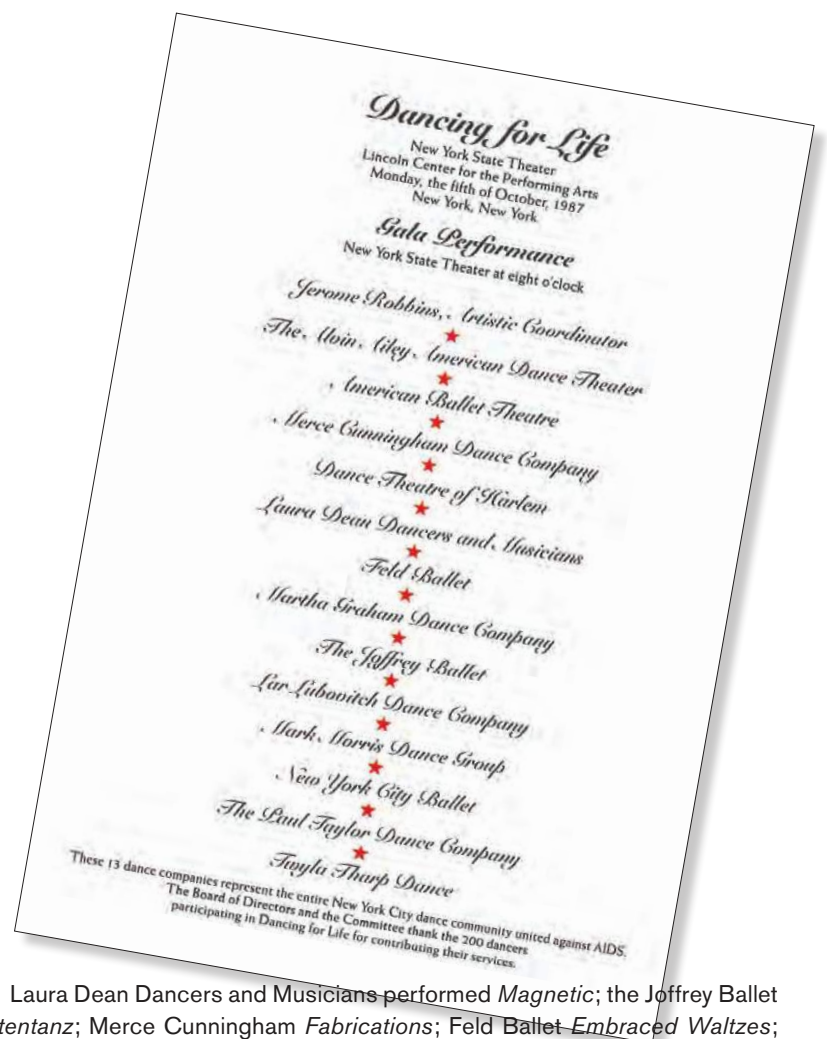 Dancing for Life
New York State Theater
Lincoln Center for the Performing Arts
Monday, the fifth of October, 1987
New York, New York
Gala Performance
New York State Theater at eight o'clock
Jerome Robbins, Artistic Coordinator
The Alvin Ailey American Dance Theater
American Ballet Theatre
Merce Cunningham Dance Company
Dance Theatre of Harlem
Laura Dean Dancers and Musicians
Feld Ballet
Martha Graham Dance Company
The Joffrey Ballet
Lar Lubovitch Dance Company
Mark Morris Dance Group
New York City Ballet
The Paul Taylor Dance Company
Twyla Tharp Dance
These 13 dance companies represent the entire New York City dance community united against AIDS.
The Board of Directors and the Committee thank the 200 dancers
participating in Dancing for Life for contributing their services.
Laura Dean Dancers and Musicians performed Magnetic; the Joffrey Ballet
tentanz; Merce Cunningham Fabrications; Feld Ballet Embraced Waltzes;